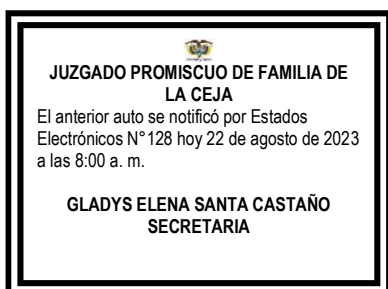 JUZGADO PROMISCUO DE FAMILIA DE
LA CEJA
El anterior auto se notificó por Estados
Electrónicos N°128 hoy 22 de agosto de 2023
a las 8:00 a. m.
GLADYS ELENA SANTA CASTAÑO
SECRETARIA